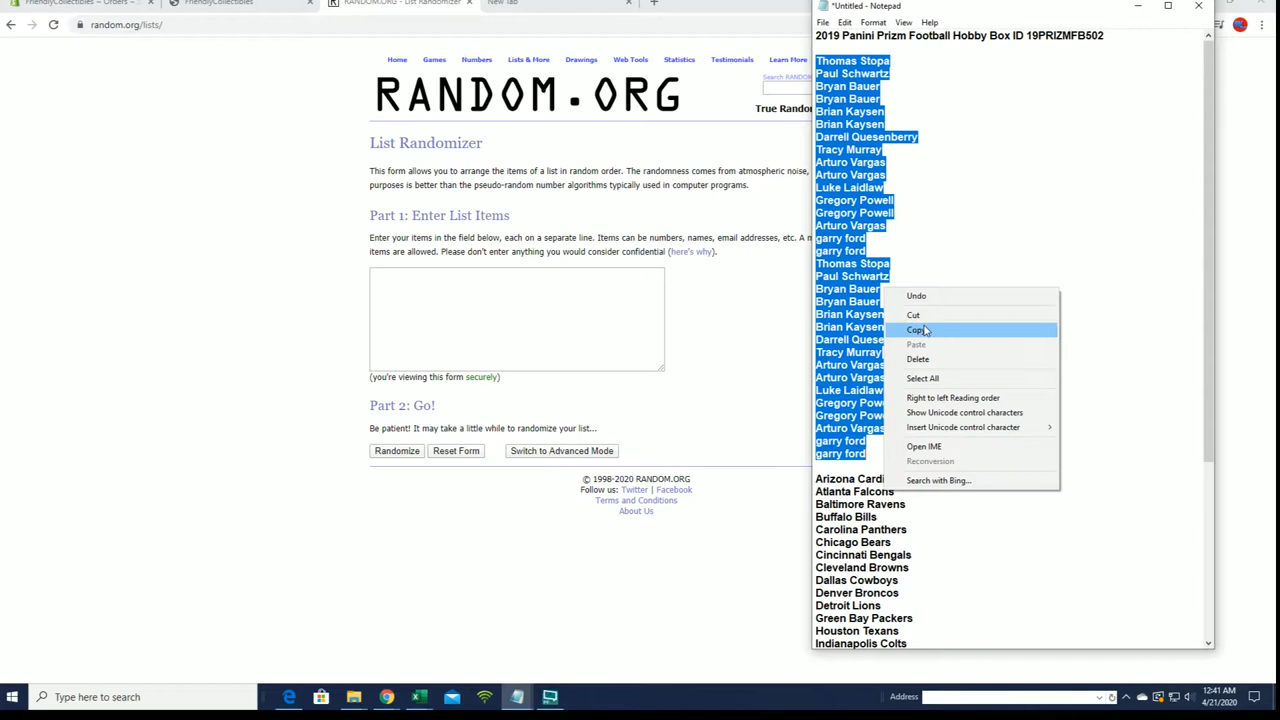 FriendlyCollectibles – Orders –
FriendlyCollectibles
RANDOM.ORG - List Randomizer
New Tab
random.org/lists/
Home
Games
Numbers
Lists & More
Drawings
Web Tools
Statistics
Testimonials
Learn More
RANDOM.ORG
Search RANDOM
True Rando
List Randomizer
This form allows you to arrange the items of a list in random order. The randomness comes from atmospheric noise,
purposes is better than the pseudo-random number algorithms typically used in computer programs.
Part 1: Enter List Items
Enter your items in the field below, each on a separate line. Items can be numbers, names, email addresses, etc. A m
items are allowed. Please don't enter anything you would consider confidential (here's why).
(you're viewing this form securely)
Part 2: Go!
Be patient! It may take a little while to randomize your list...
Randomize
Reset Form
Switch to Advanced Mode
© 1998-2020 RANDOM.ORG
Follow us: Twitter | Facebook
Terms and Conditions
About Us
*Untitled - Notepad
File Edit Format View Help
2019 Panini Prizm Football Hobby Box ID 19PRIZMFB502
Thomas Stopa
Paul Schwartz
Bryan Bauer
Bryan Bauer
Brian Kaysen
Brian Kaysen
Darrell Quesenberry
Tracy Murray
Arturo Vargas
Arturo Vargas
Luke Laidlaw
Gregory Powell
Gregory Powell
Arturo Vargas
garry ford
garry ford
Thomas Stopa
Paul Schwartz
Bryan Bauer
Bryan Bauer
Brian Kaysen
Brian Kaysen
Darrell Quese
Tracy Murray
Arturo Vargas
Arturo Vargas
Luke Laidlaw
Gregory Powe
Gregory Powe
Arturo Vargas
garry ford
garry ford
Arizona Cardi
Atlanta Falcons
Baltimore Ravens
Buffalo Bills
Carolina Panthers
Chicago Bears
Cincinnati Bengals
Cleveland Browns
Dallas Cowboys
Denver Broncos
Detroit Lions
Green Bay Packers
Houston Texans
Indianapolis Colts
Undo
Cut
Copy
Paste
Delete
Select All
Right to left Reading order
Show Unicode control characters
Insert Unicode control character
Open IME
Reconversion
Search with Bing...
Type here to search
Address
12:41 AM
4/21/2020